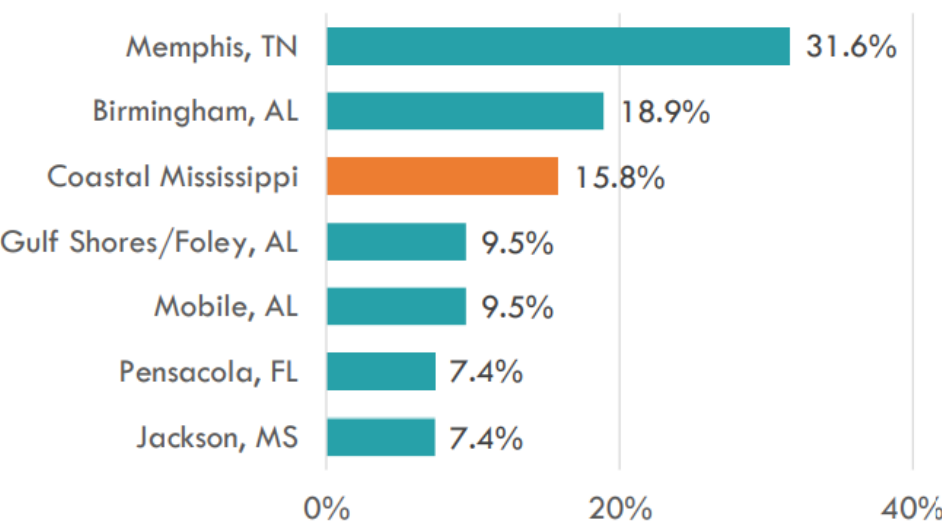 Memphis, TN 31.6%
Birmingham, AL 18.9%
Coastal Mississippi 15.8%
Gulf Shores/Foley, AL 9.5%
Mobile, AL 9.5%
Pensacola, FL 7.4%
Jackson, MS 7.4%
0% 20% 40%